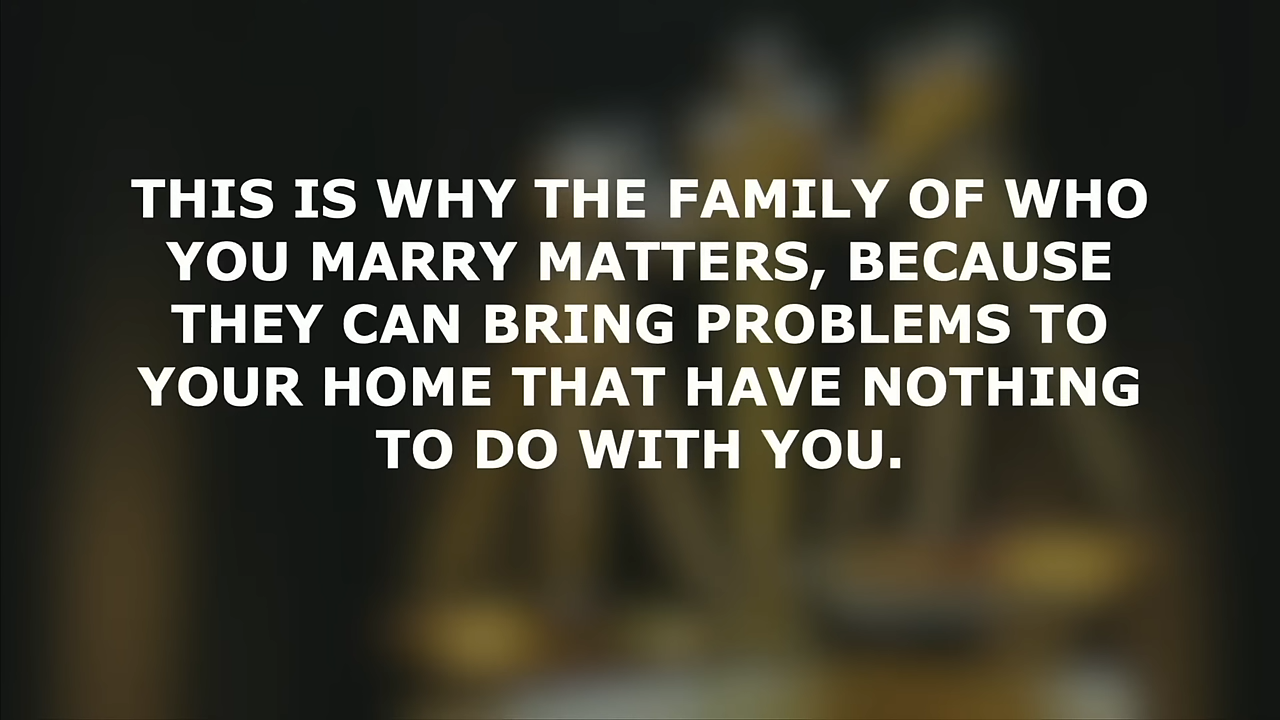 THIS IS WHY THE FAMILY OF WHO
YOU MARRY MATTERS, BECAUSE
THEY CAN BRING PROBLEMS TO
YOUR HOME THAT HAVE NOTHING
TO DO WITH YOU.